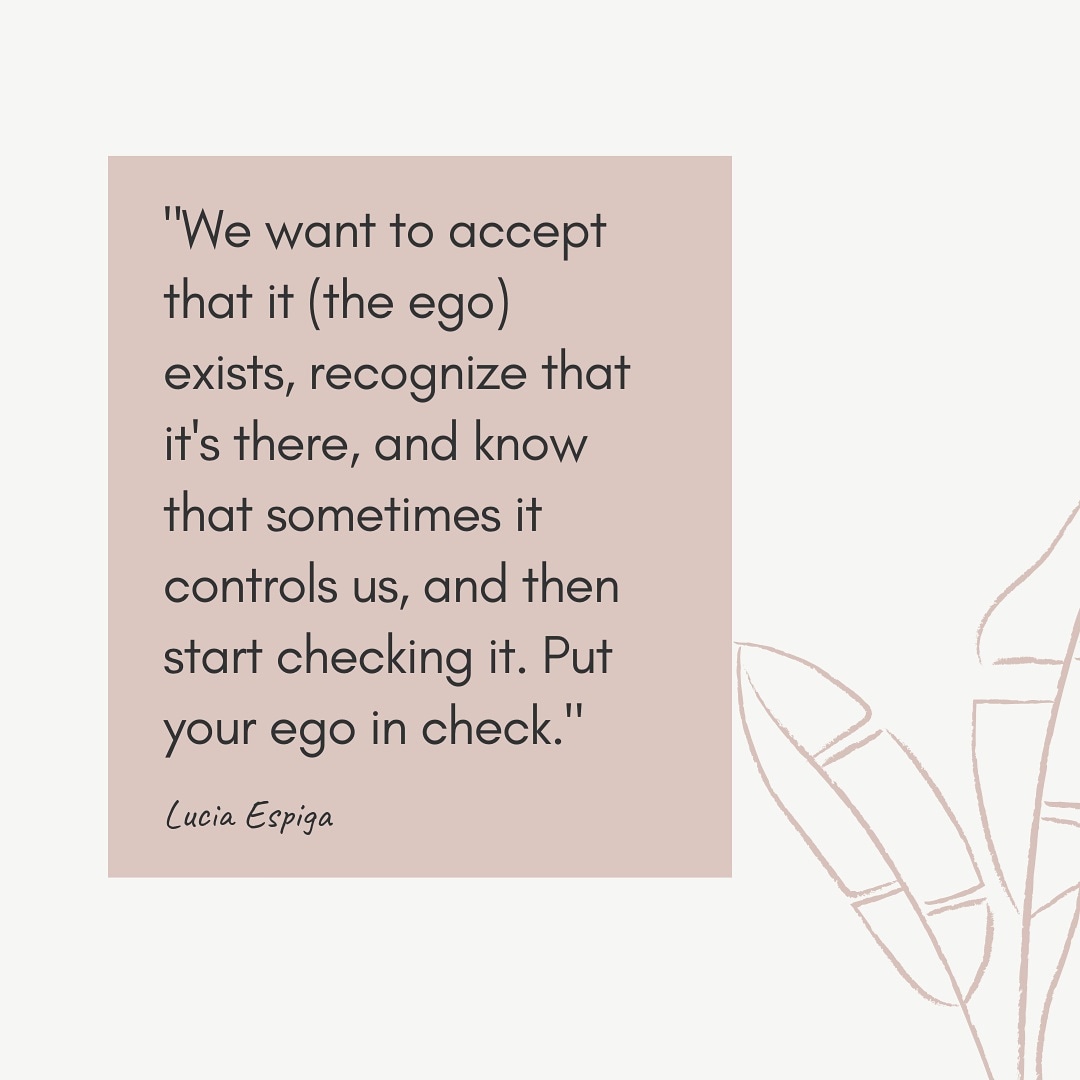 "We want to accept
that it (the ego)
exists, recognize that
it's there, and know
that sometimes it
controls us, and then
start checking it. Put
your ego in check."
Lucia Espiga